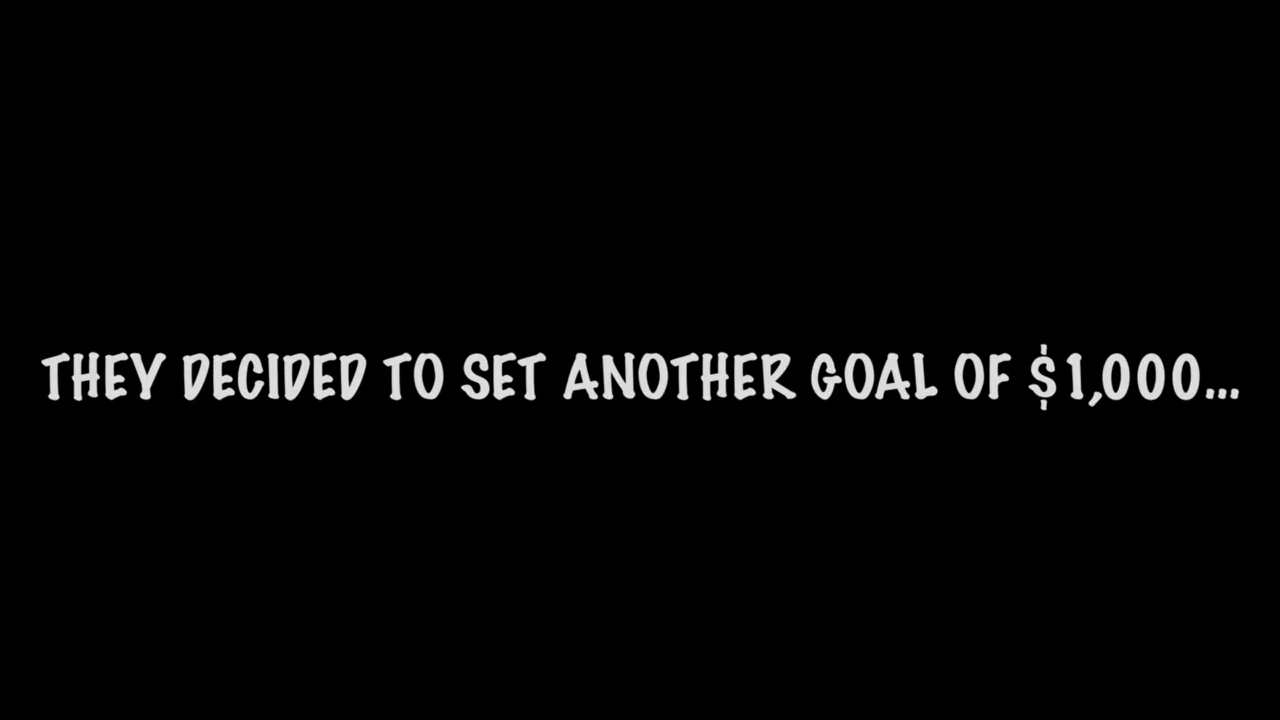 THEY DECIDED TO SET ANOTHER GOAL OF $1,000...